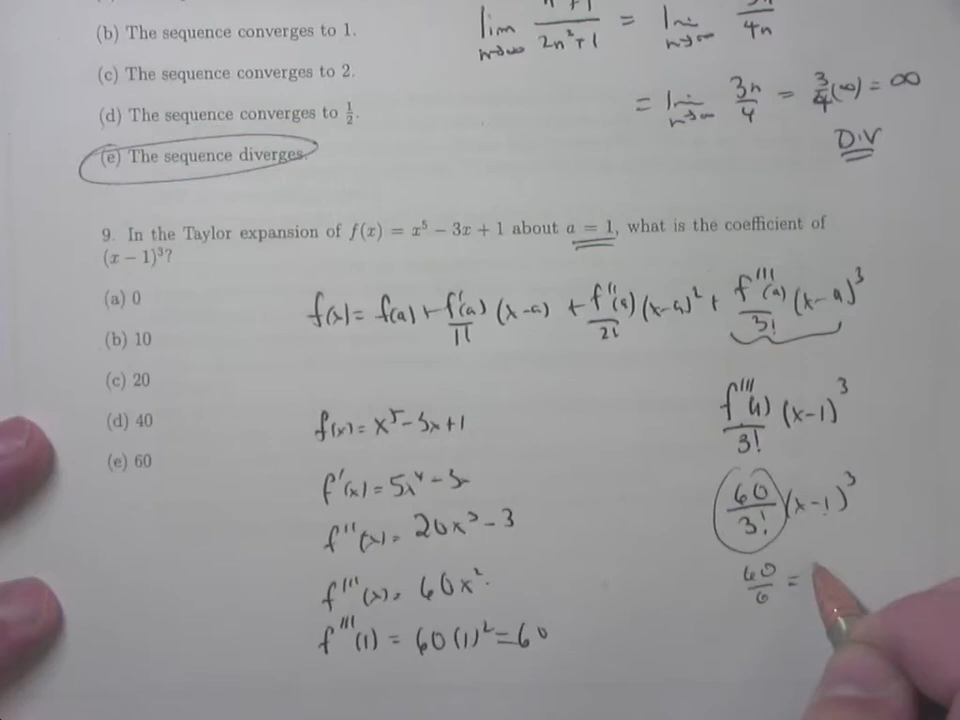 (b) The sequence converges to 1.
lim n→∞ n³+1 / 2n²+1 = lim n→∞ / 4n
(c) The sequence converges to 2.
= lim n→∞ 3n/4 = 3/4 (∞) = ∞
(d) The sequence converges to 1/2.
DIV
(e) The sequence diverges.
9. In the Taylor expansion of f(x) = x⁵ − 3x + 1 about a = 1, what is the coefficient of
(x − 1)³?
(a) 0
(b) 10
(c) 20
(d) 40
(e) 60
f(x) = f(a) + f'(a)/1! (x-a) + f''(a)/2! (x-a)² + f'''(a)/3! (x-a)³
f(x) = x⁵ - 3x + 1
f'(x) = 5x⁴ - 3
f''(x) = 20x³ - 3
f'''(x) = 60x²
f'''(1) = 60(1)² = 60
f'''(1)/3! (x-1)³
60/3! (x-1)³
60/6 =